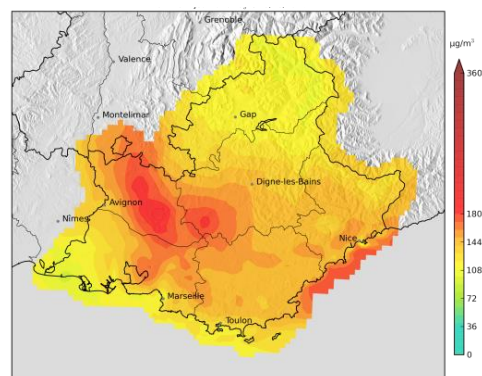 Grenoble
µg/m³
Valence
360
Montelimar
Gap
Digne-les-Bains
Avignon
Nîmes
180
Nice
144
108
Marseille
72
Toulon
36
0